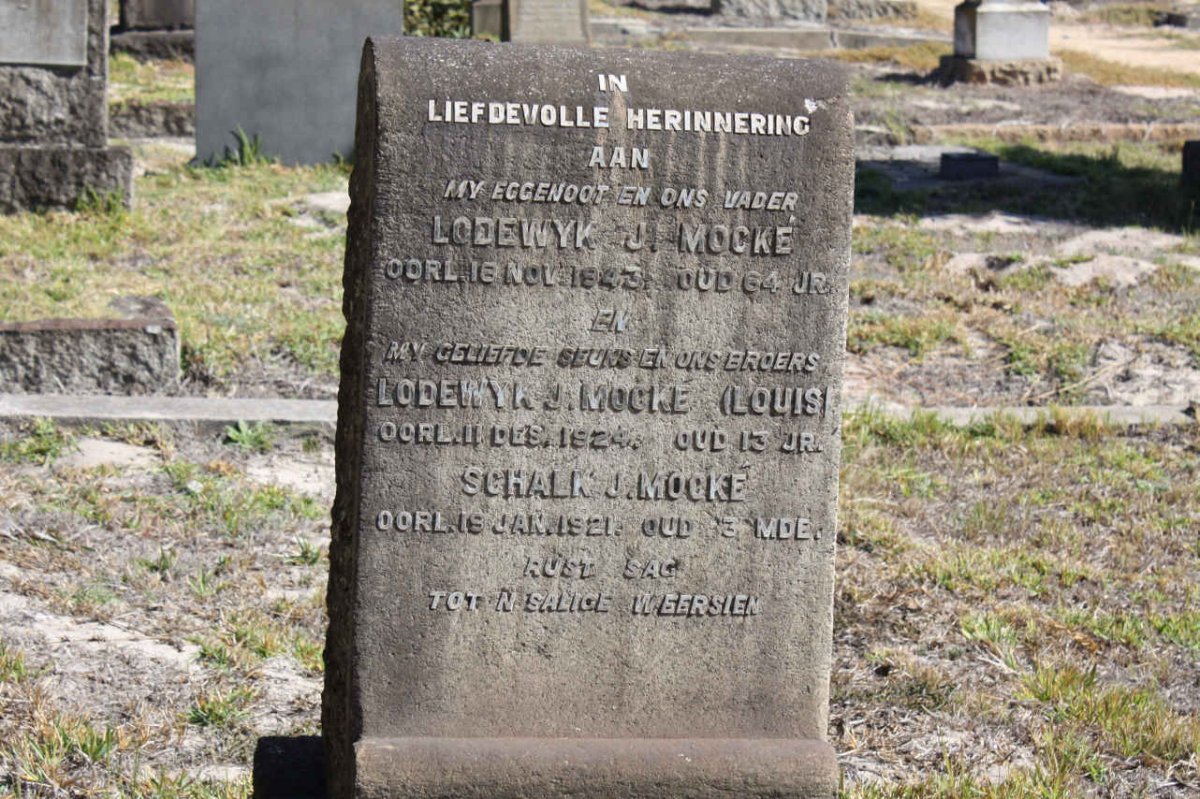 IN
LIEFDEVOLLE HERINNERING
AAN
MY EGGENOOT EN ONS VADER
LODEWYK J. MOCKÉ
OORL. 16 NOV. 1943. OUD 64 JR.
EN
MY GELIEFDE SEUNS EN ONS BROERS
LODEWYK J. MOCKÉ (LOUIS)
OORL. 11 DES. 1924. OUD 13 JR.
SCHALK J. MOCKÉ
OORL. 19 JAN. 1921. OUD 3 MDE.
RUST SAG
TOT 'N SALIGE WEERSIEN